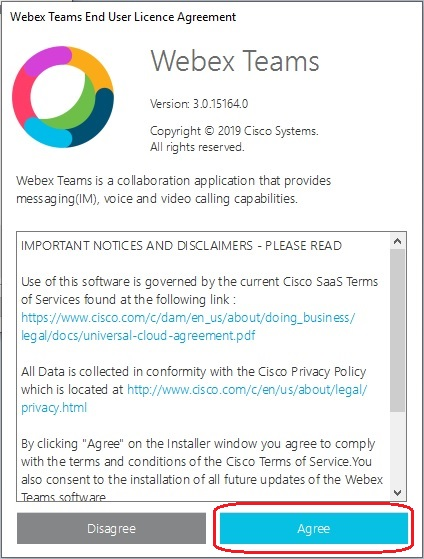 Webex Teams End User Licence Agreement
Webex Teams
Version: 3.0.15164.0
Copyright © 2019 Cisco Systems.
All rights reserved.
Webex Teams is a collaboration application that provides
messaging(IM), voice and video calling capabilities.
IMPORTANT NOTICES AND DISCLAIMERS - PLEASE READ
Use of this software is governed by the current Cisco SaaS Terms
of Services found at the following link :
https://www.cisco.com/c/dam/en_us/about/doing_business/
legal/docs/universal-cloud-agreement.pdf
All Data is collected in conformity with the Cisco Privacy Policy
which is located at http://www.cisco.com/c/en/us/about/legal/
privacy.html
By clicking "Agree" on the Installer window you agree to comply
with the terms and conditions of the Cisco Terms of Service.You
also consent to the installation of all future updates of the Webex
Teams software
Disagree
Agree